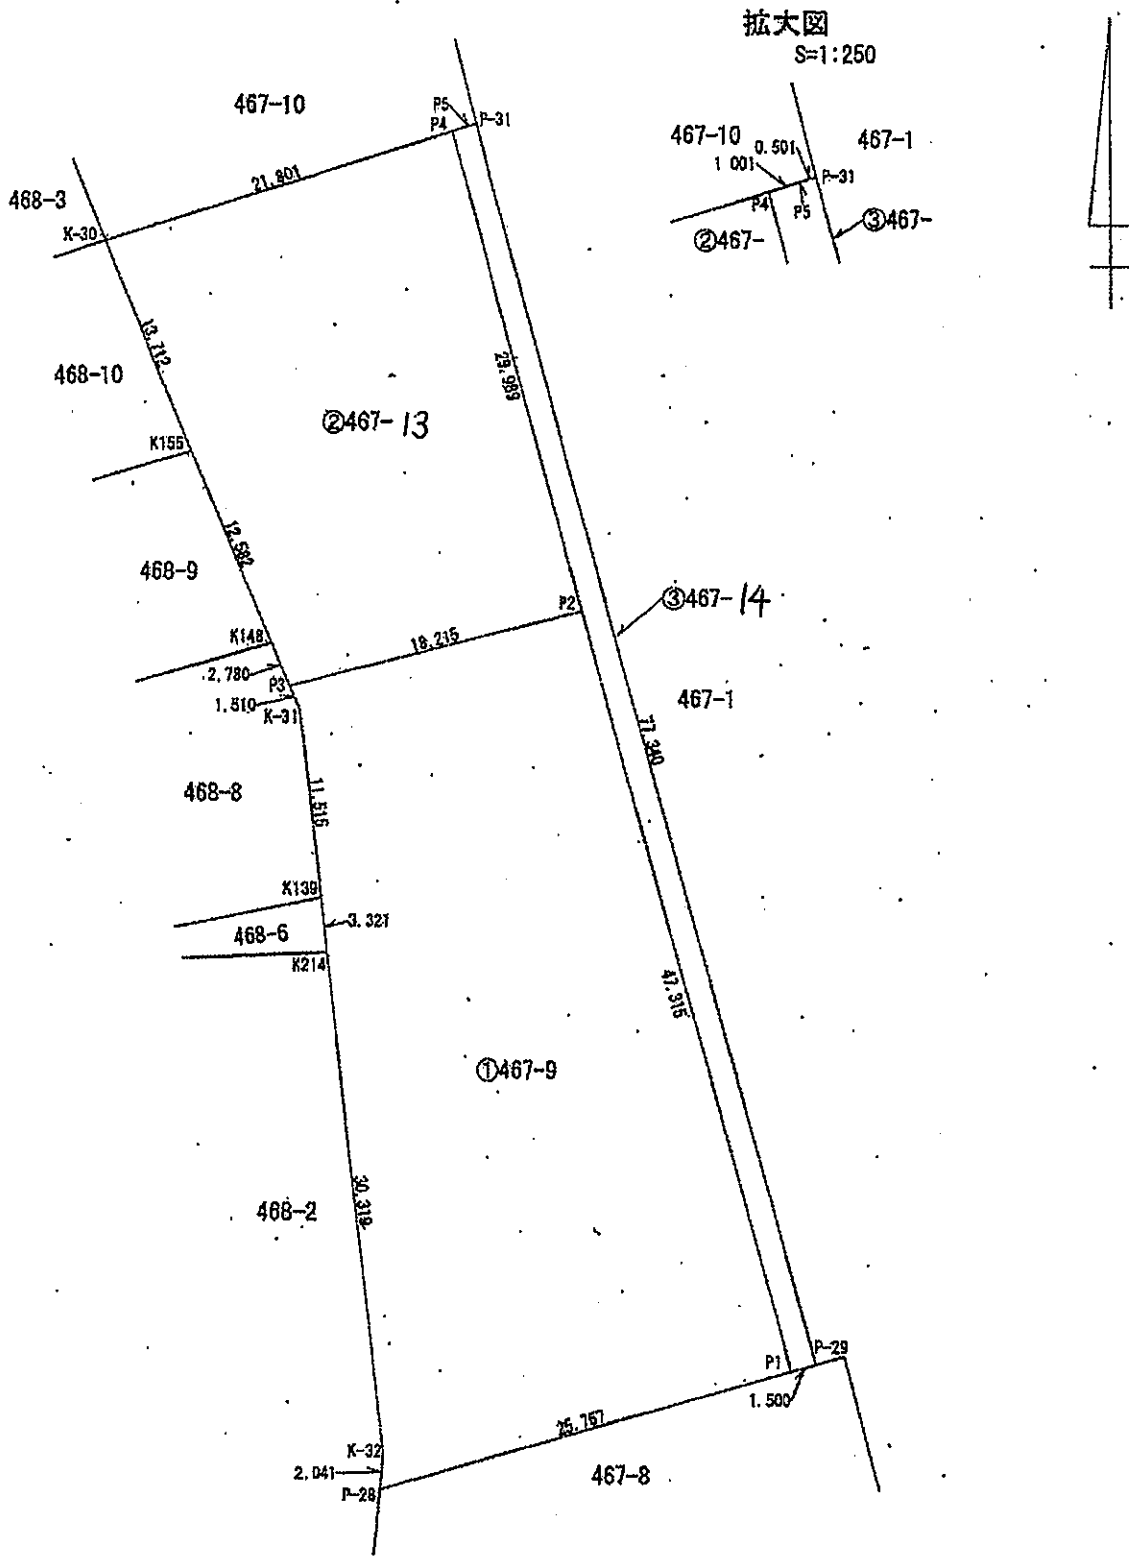 拡大図
S=1:250
467-10
P5
P4
P-31
467-10
0.501
467-1
1 001
P-31
P4
P5
②467-
③467-
21.801
468-3
K-30
13.712
468-10
29.989
②467-13
K155
12.582
468-9
③467-14
P2
K148
18.215
2.780
P3
467-1
1.510
K-31
77.340
468-8
11.515
K139
3.321
468-6
K214
47.315
①467-9
30.319
468-2
P1
P-29
1.500
25.757
K-32
2.041
467-8
P-28